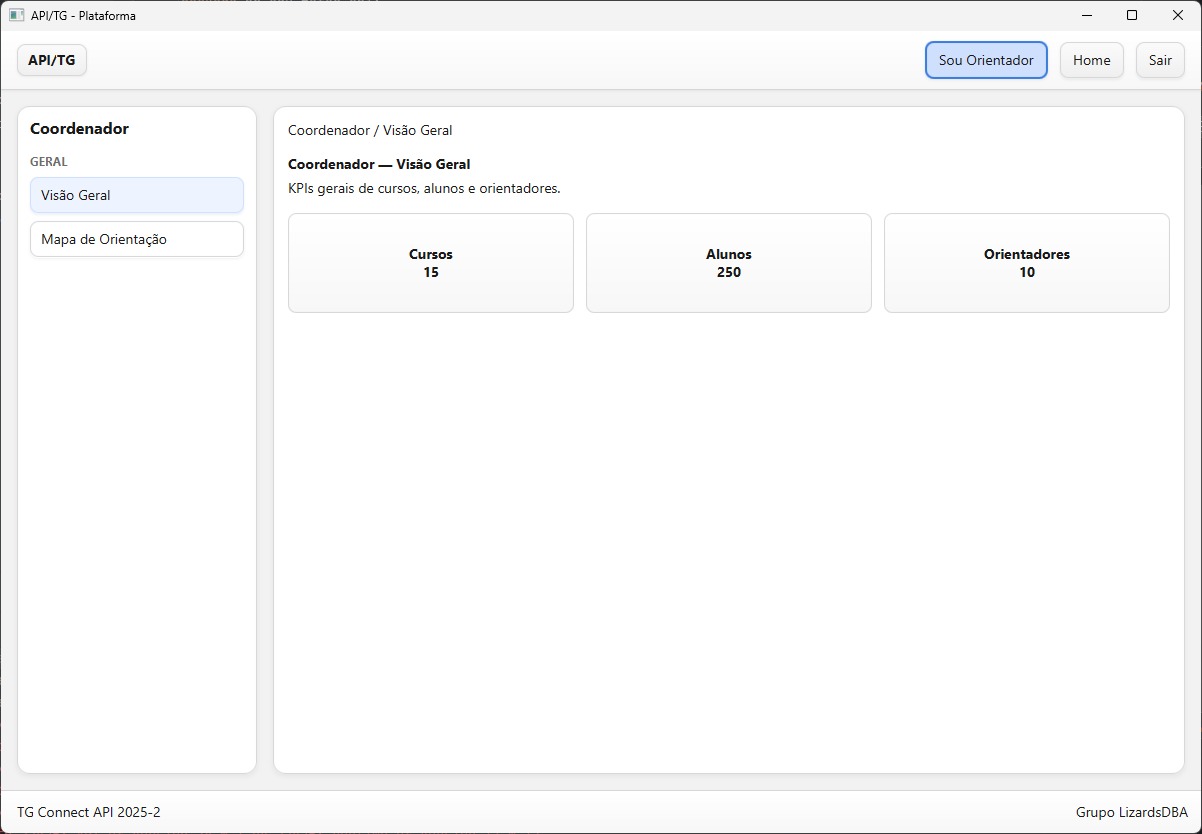 API/TG - Plataforma
API/TG
Sou Orientador
Home
Sair
Coordenador
GERAL
Visão Geral
Mapa de Orientação
Coordenador / Visão Geral
Coordenador — Visão Geral
KPIs gerais de cursos, alunos e orientadores.
Cursos
15
Alunos
250
Orientadores
10
TG Connect API 2025-2
Grupo LizardsDBA